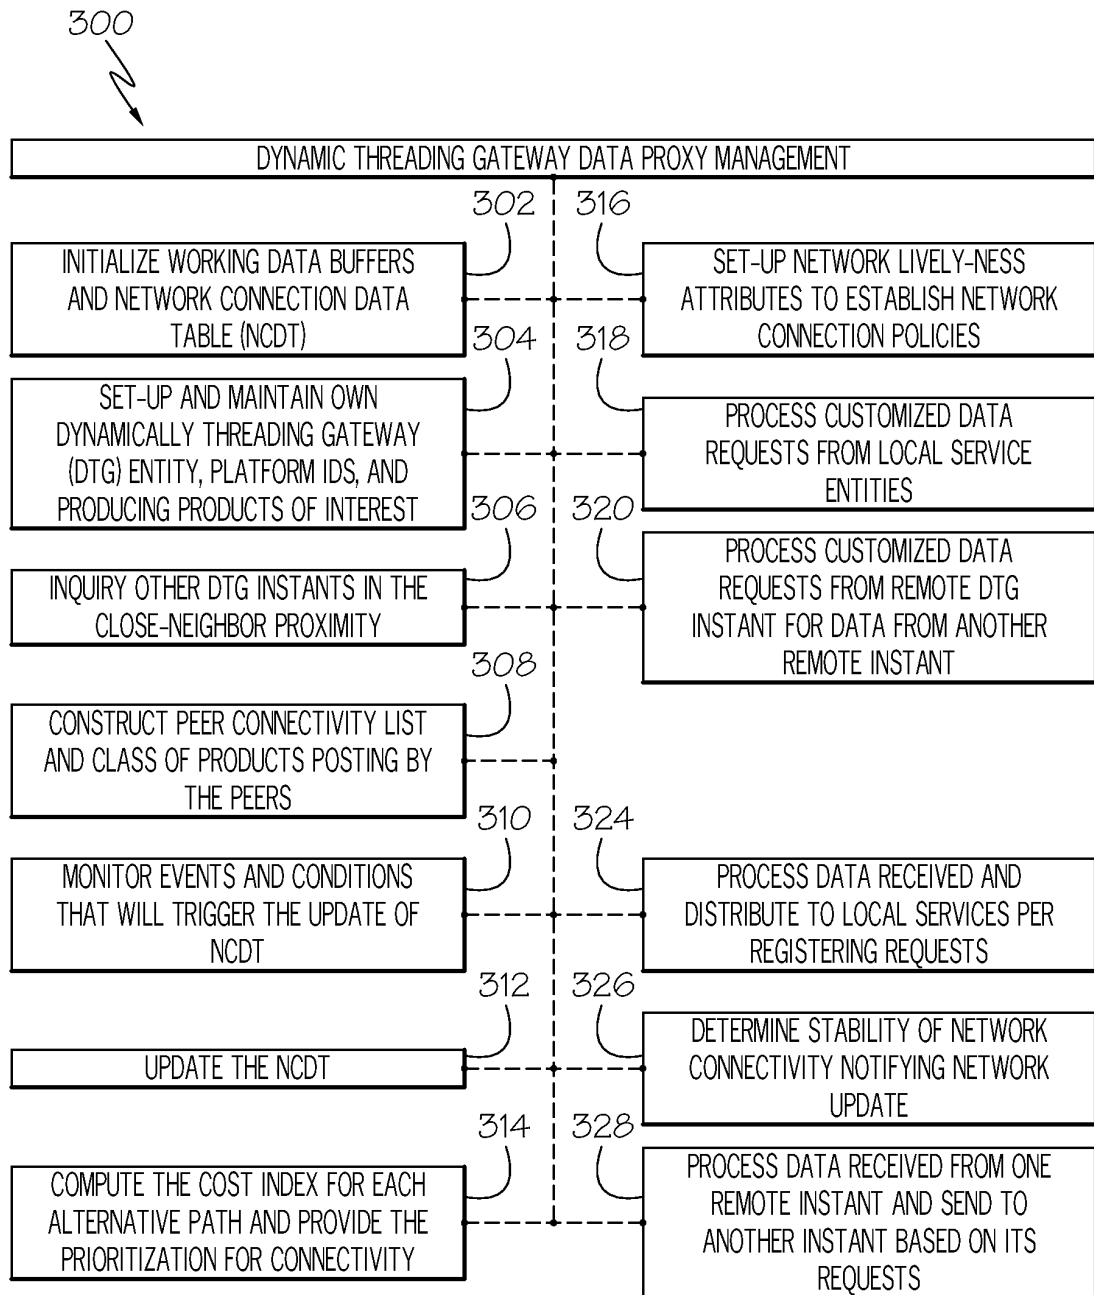 300
DYNAMIC THREADING GATEWAY DATA PROXY MANAGEMENT
302
INITIALIZE WORKING DATA BUFFERS
AND NETWORK CONNECTION DATA
TABLE (NCDT)
304
SET-UP AND MAINTAIN OWN
DYNAMICALLY THREADING GATEWAY
(DTG) ENTITY, PLATFORM IDS, AND
PRODUCING PRODUCTS OF INTEREST
306
INQUIRY OTHER DTG INSTANTS IN THE
CLOSE-NEIGHBOR PROXIMITY
308
CONSTRUCT PEER CONNECTIVITY LIST
AND CLASS OF PRODUCTS POSTING BY
THE PEERS
310
MONITOR EVENTS AND CONDITIONS
THAT WILL TRIGGER THE UPDATE OF
NCDT
312
UPDATE THE NCDT
314
COMPUTE THE COST INDEX FOR EACH
ALTERNATIVE PATH AND PROVIDE THE
PRIORITIZATION FOR CONNECTIVITY
316
SET-UP NETWORK LIVELY-NESS
ATTRIBUTES TO ESTABLISH NETWORK
CONNECTION POLICIES
318
PROCESS CUSTOMIZED DATA
REQUESTS FROM LOCAL SERVICE
ENTITIES
320
PROCESS CUSTOMIZED DATA
REQUESTS FROM REMOTE DTG
INSTANT FOR DATA FROM ANOTHER
REMOTE INSTANT
324
PROCESS DATA RECEIVED AND
DISTRIBUTE TO LOCAL SERVICES PER
REGISTERING REQUESTS
326
DETERMINE STABILITY OF NETWORK
CONNECTIVITY NOTIFYING NETWORK
UPDATE
328
PROCESS DATA RECEIVED FROM ONE
REMOTE INSTANT AND SEND TO
ANOTHER INSTANT BASED ON ITS
REQUESTS